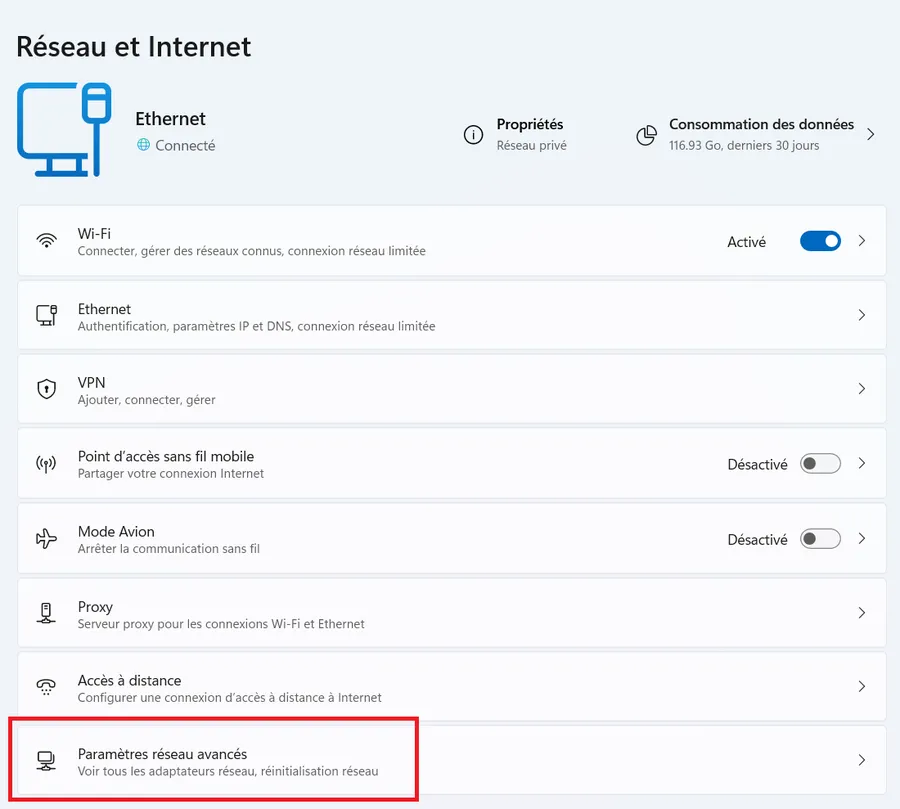 Réseau et Internet
Ethernet
Connecté
Propriétés
Réseau privé
Consommation des données
116.93 Go, derniers 30 jours
Wi-Fi
Connecter, gérer des réseaux connus, connexion réseau limitée
Activé
Ethernet
Authentification, paramètres IP et DNS, connexion réseau limitée
VPN
Ajouter, connecter, gérer
Point d’accès sans fil mobile
Partager votre connexion Internet
Désactivé
Mode Avion
Arrêter la communication sans fil
Désactivé
Proxy
Serveur proxy pour les connexions Wi-Fi et Ethernet
Accès à distance
Configurer une connexion d’accès à distance à Internet
Paramètres réseau avancés
Voir tous les adaptateurs réseau, réinitialisation réseau